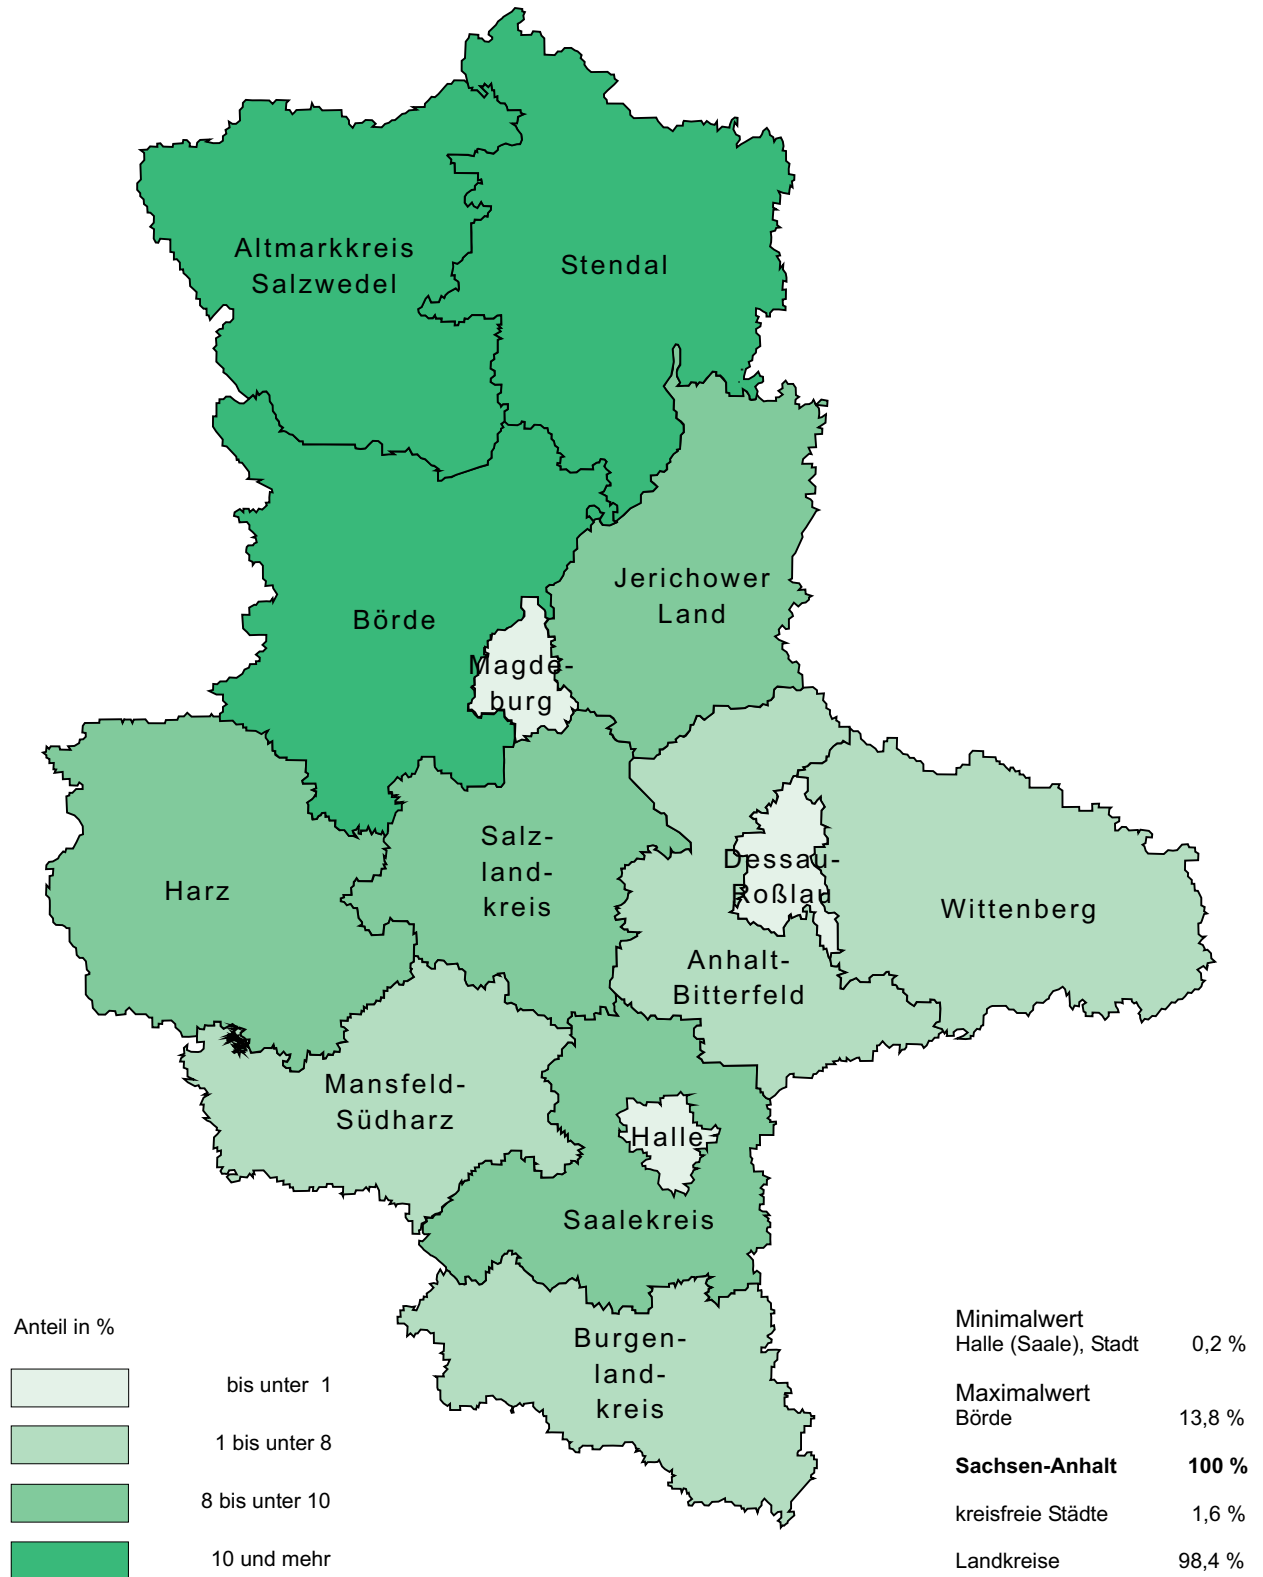 Altmarkkreis
Salzwedel
Stendal
Jerichower
Land
Börde
Magde-
burg
Salz-
land-
kreis
Harz
Dessau-
Roßlau
Wittenberg
Anhalt-
Bitterfeld
Mansfeld-
Südharz
Halle
Saalekreis
Burgen-
land-
kreis
Anteil in %
bis unter 1
1 bis unter 8
8 bis unter 10
10 und mehr
Minimalwert
Halle (Saale), Stadt 0,2 %
Maximalwert
Börde 13,8 %
Sachsen-Anhalt 100 %
kreisfreie Städte 1,6 %
Landkreise 98,4 %